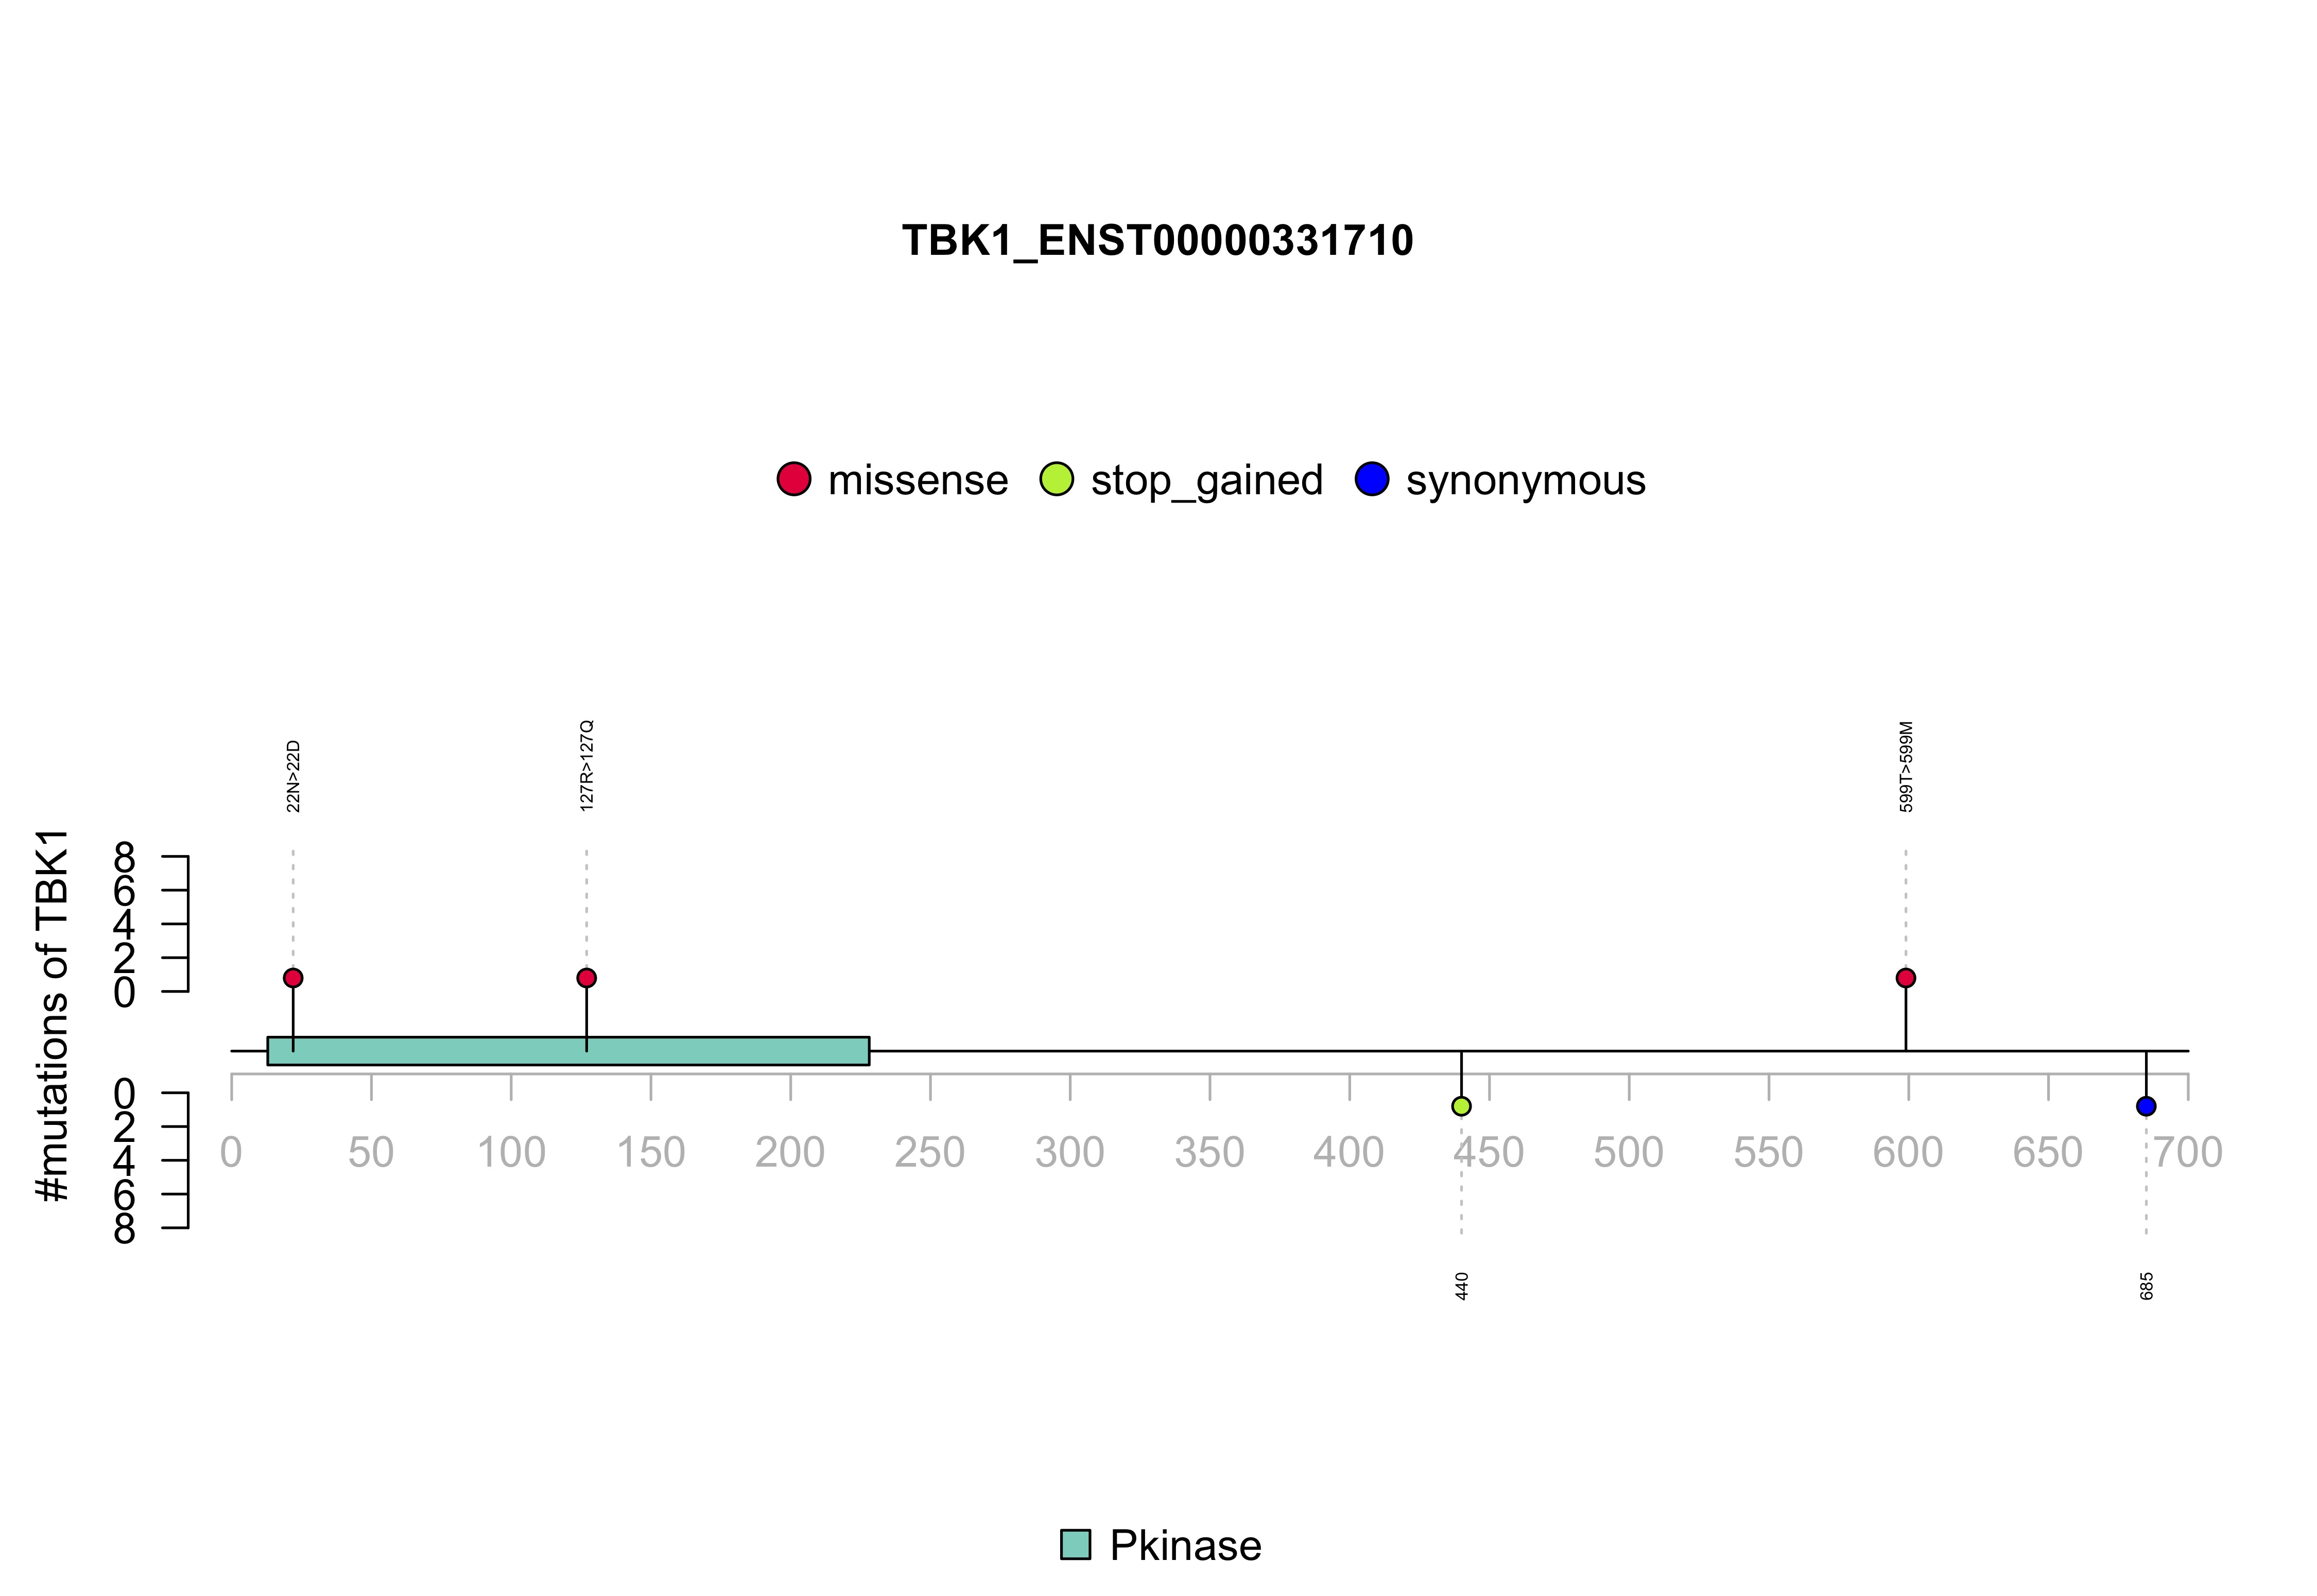 TBK1_ENST00000331710
missense stop_gained synonymous
22N>22D
127R>127Q
599T>599M
#mutations of TBK1
8
6
4
2
0
0
2
4
6
8
0 50 100 150 200 250 300 350 400 450 500 550 600 650 700
440
685
Pkinase